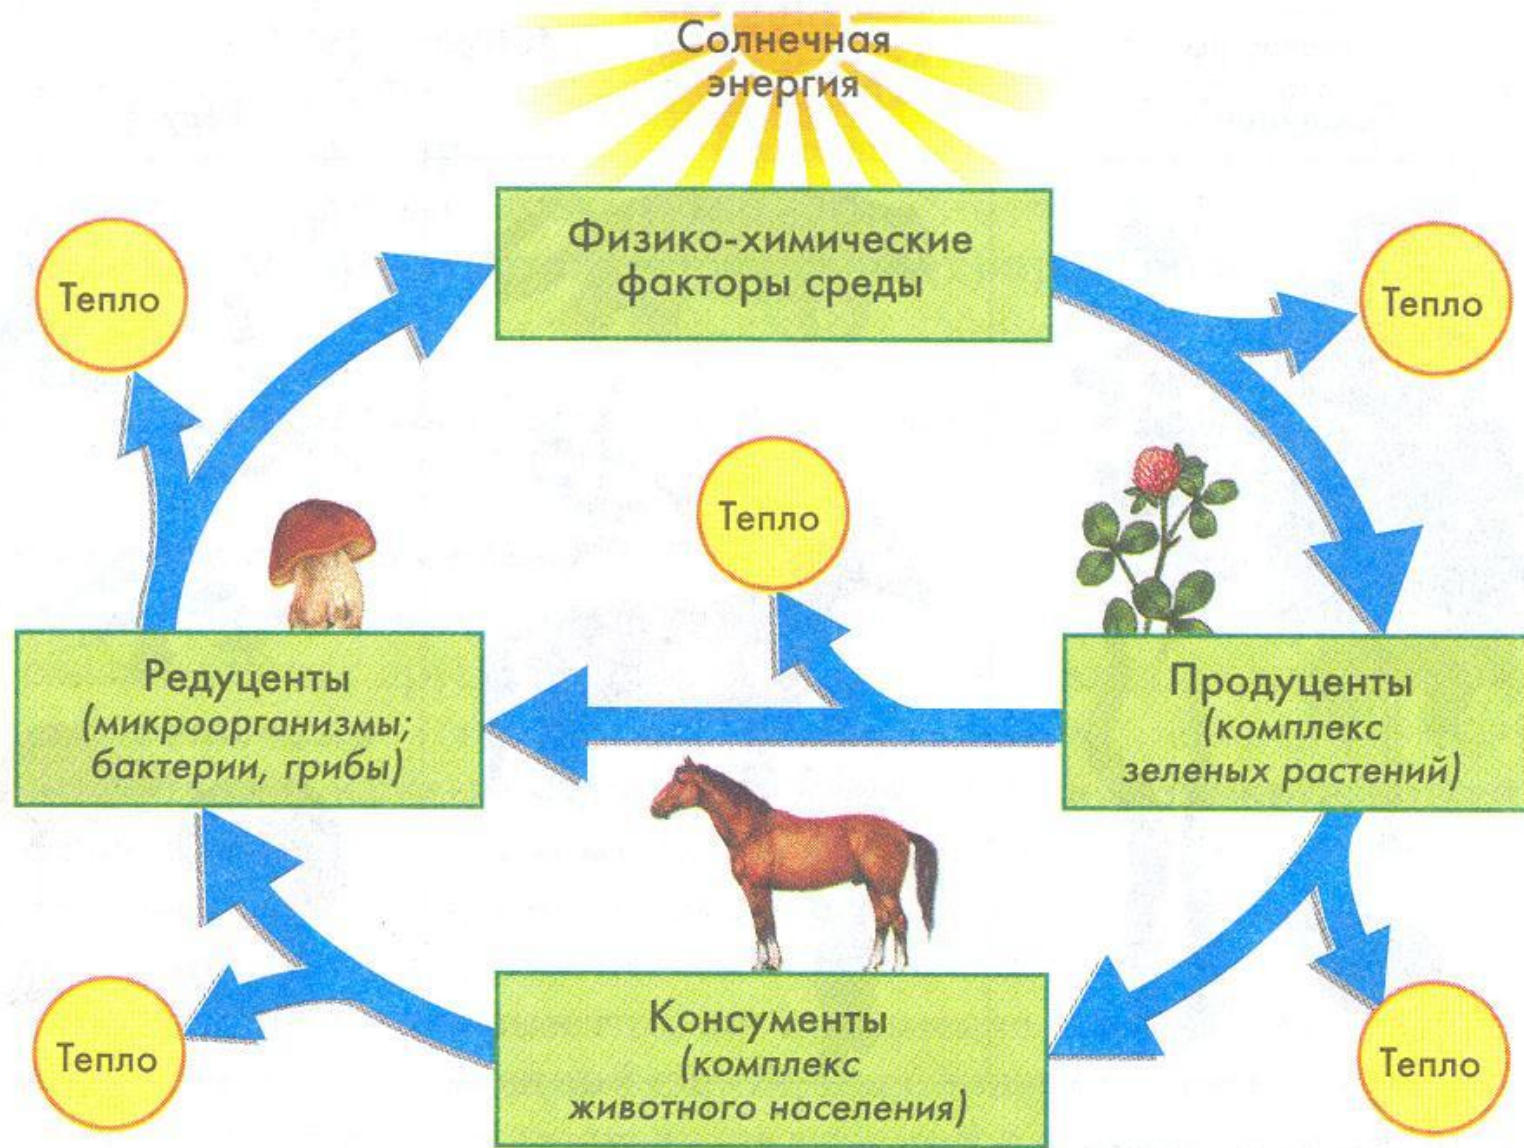 Солнечная
энергия
Физико-химические
факторы среды
Тепло
Тепло
Тепло
Редуценты
(микроорганизмы;
бактерии, грибы)
Продуценты
(комплекс
зеленых растений)
Консументы
(комплекс
животного населения)
Тепло
Тепло